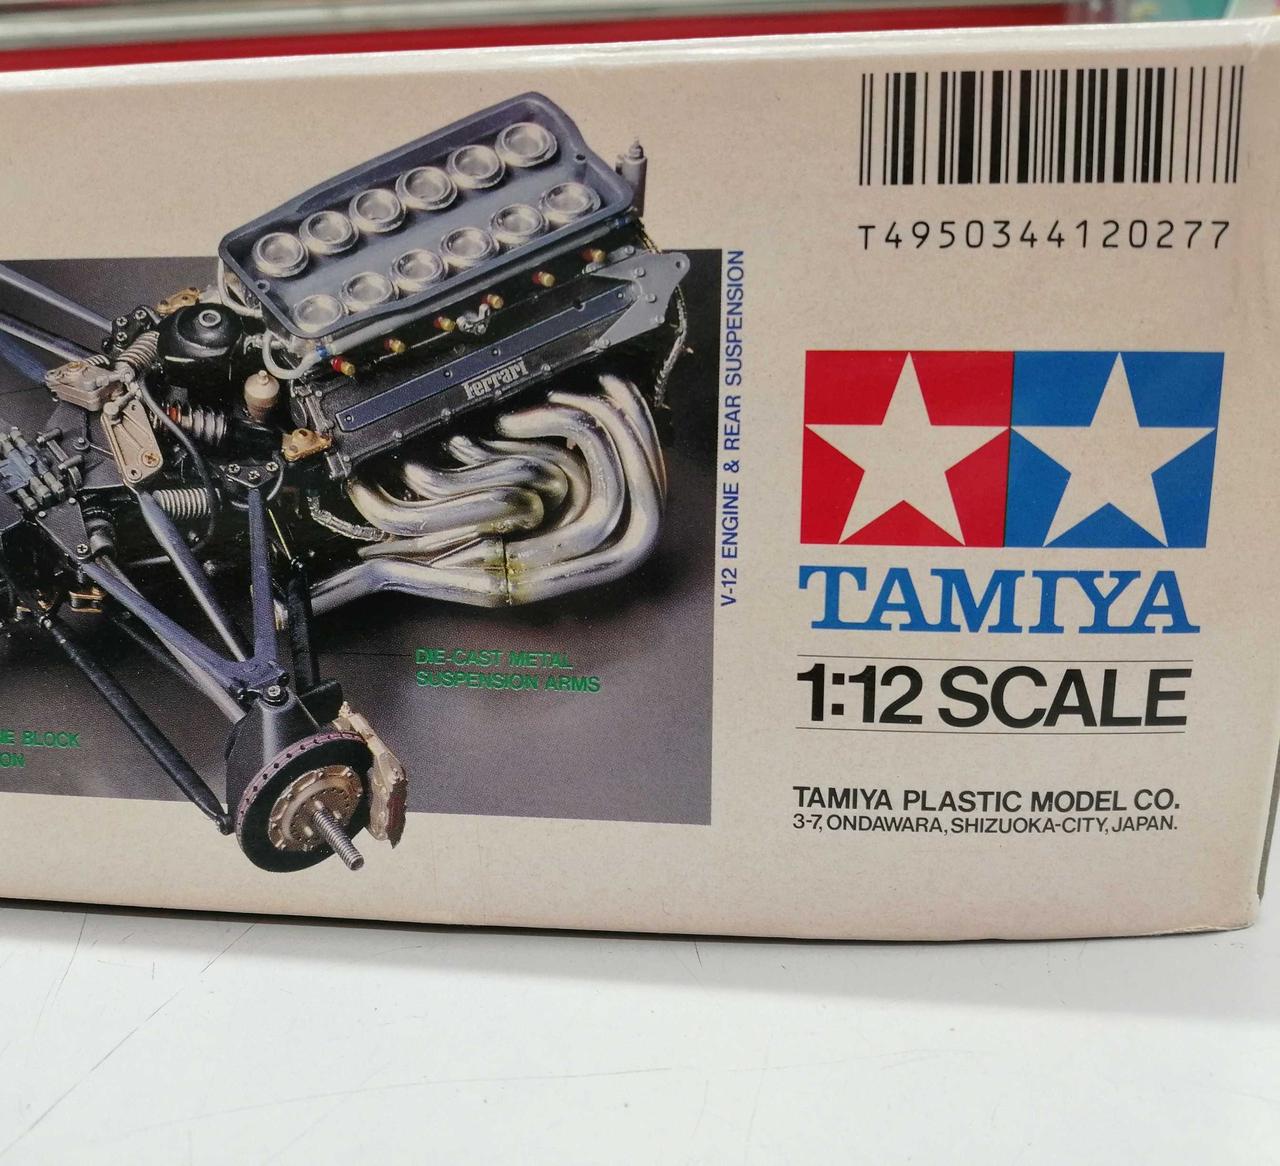 T4950344120277
V-12 ENGINE & REAR SUSPENSION
Ferrari
DIE-CAST METAL
SUSPENSION ARMS
BLOCK
TAMIYA
1:12 SCALE
TAMIYA PLASTIC MODEL CO.
3-7, ONDAWARA, SHIZUOKA-CITY, JAPAN.